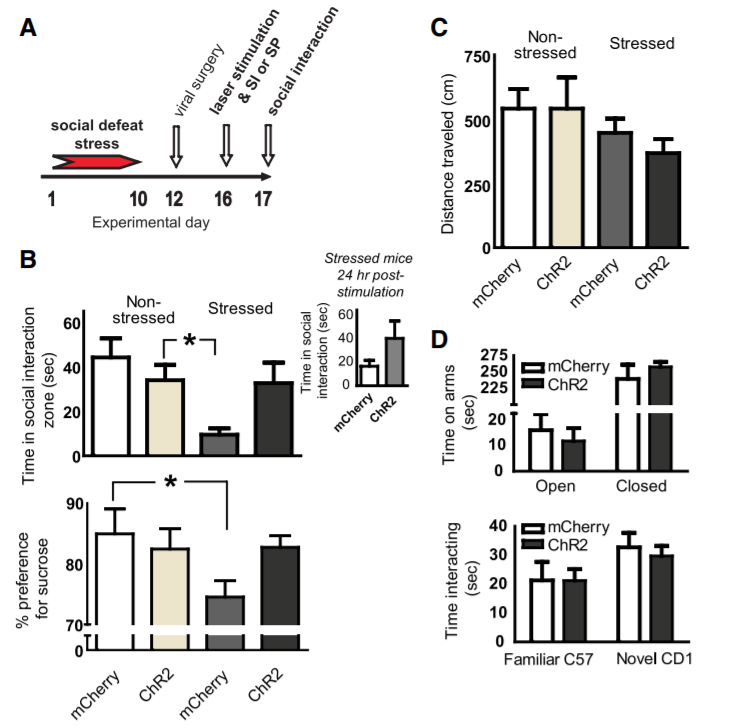 A
viral surgery
laser stimulation
& SI or SP
social interaction
social defeat
stress
1
10
12
16
17
Experimental day
B
Non-
stressed
Stressed
Time in social interaction
zone (sec)
60
40
20
0
*
Stressed mice
24 hr post-
stimulation
Time in social
interaction (sec)
60
40
20
0
mCherry
ChR2
% preference
for sucrose
90
80
70
0
*
mCherry
ChR2
mCherry
ChR2
C
Non-
stressed
Stressed
Distance traveled (cm)
750
500
250
0
mCherry
ChR2
mCherry
ChR2
D
Time on arms
(sec)
275
250
225
20
10
0
mCherry
ChR2
Open
Closed
Time interacting
(sec)
40
30
20
10
0
mCherry
ChR2
Familiar C57
Novel CD1